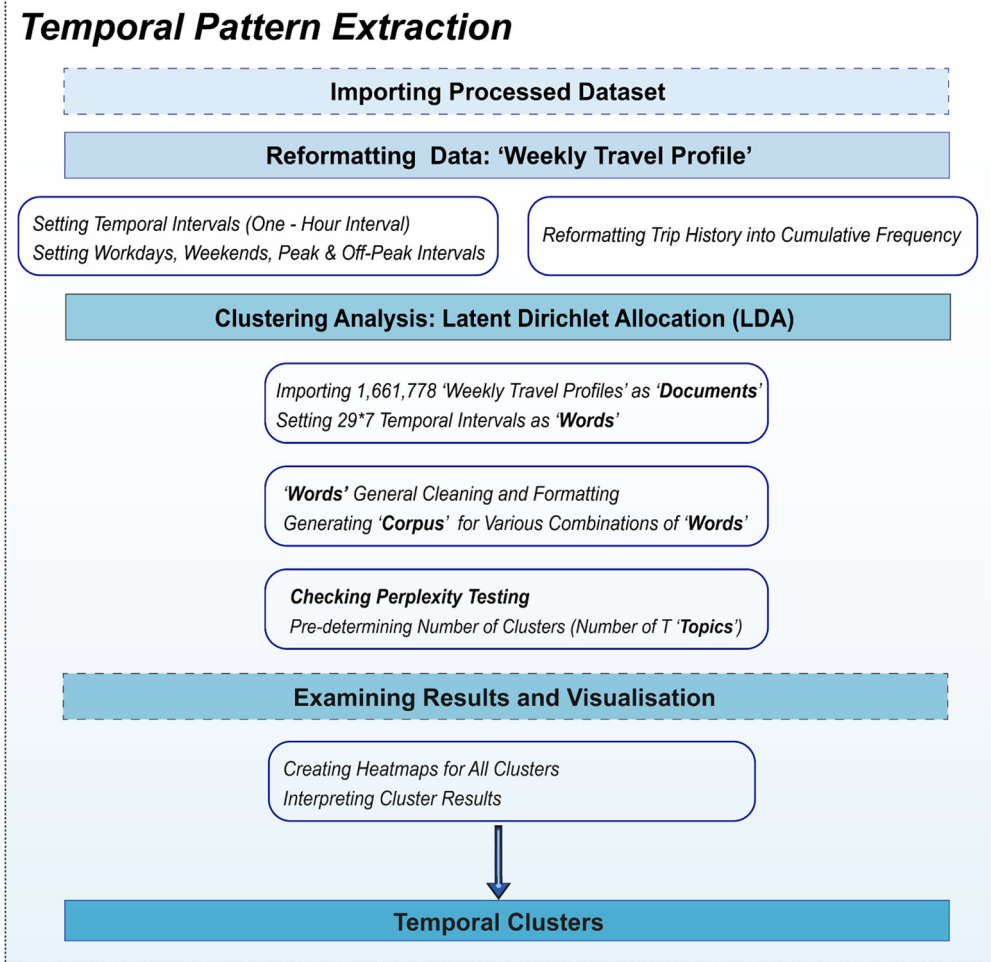 Temporal Pattern Extraction
Importing Processed Dataset
Reformatting Data: ‘Weekly Travel Profile’
Setting Temporal Intervals (One - Hour Interval)
Setting Workdays, Weekends, Peak & Off-Peak Intervals
Reformatting Trip History into Cumulative Frequency
Clustering Analysis: Latent Dirichlet Allocation (LDA)
Importing 1,661,778 ‘Weekly Travel Profiles’ as ‘Documents’
Setting 29*7 Temporal Intervals as ‘Words’
‘Words’ General Cleaning and Formatting
Generating ‘Corpus’ for Various Combinations of ‘Words’
Checking Perplexity Testing
Pre-determining Number of Clusters (Number of T ‘Topics’)
Examining Results and Visualisation
Creating Heatmaps for All Clusters
Interpreting Cluster Results
Temporal Clusters